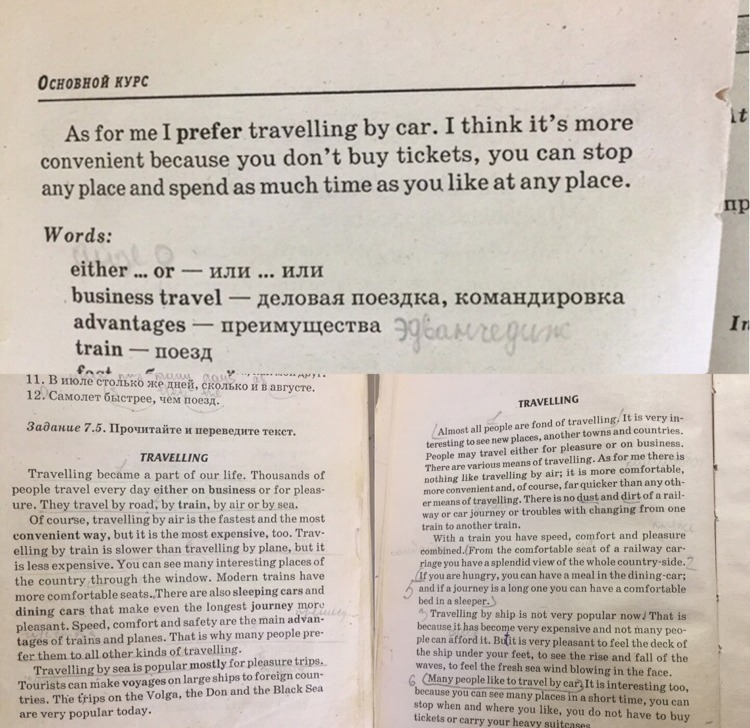 ОСНОВНОЙ КУРС
As for me I prefer travelling by car. I think it's more
convenient because you don't buy tickets, you can stop
any place and spend as much time as you like at any place.
Words:
either ... or — или ... или
business travel — деловая поездка, командировка
advantages — преимущества
train — поезд
11. В июле столько же дней, сколько и в августе.
12. Самолет быстрее, чем поезд.
Задание 7.5. Прочитайте и переведите текст.
TRAVELLING
Travelling became a part of our life. Thousands of
people travel every day either on business or for pleas-
ure. They travel by road, by train, by air or by sea.
Of course, travelling by air is the fastest and the most
convenient way, but it is the most expensive, too. Trav-
elling by train is slower than travelling by plane, but it
is less expensive. You can see many interesting places of
the country through the window. Modern trains have
more comfortable seats. There are also sleeping cars and
dining cars that make even the longest journey more
pleasant. Speed, comfort and safety are the main advan-
tages of trains and planes. That is why many people pre-
fer them to all other kinds of travelling.
Travelling by sea is popular mostly for pleasure trips.
Tourists can make voyages on large ships to foreign coun-
tries. The trips on the Volga, the Don and the Black Sea
are very popular today.
TRAVELLING
Almost all people are fond of travelling. It is very in-
teresting to see new places, another towns and countries.
People may travel either for pleasure or on business.
There are various means of travelling. As for me there is
nothing like travelling by air; it is more comfortable,
more convenient and, of course, far quicker than any oth-
er means of travelling. There is no dust and dirt of a rail-
way or car journey or troubles with changing from one
train to another train.
With a train you have speed, comfort and pleasure
combined. From the comfortable seat of a railway car-
riage you have a splendid view of the whole country-side. 2
If you are hungry, you can have a meal in the dining-car;
5 and if a journey is a long one you can have a comfortable
bed in a sleeper.
Travelling by ship is not very popular now. That is
because it has become very expensive and not many peo-
ple can afford it. But it is very pleasant to feel the deck of
the ship under your feet, to see the rise and fall of the
waves, to feel the fresh sea wind blowing in the face.
6 Many people like to travel by car. It is interesting too,
because you can see many places in a short time, you can
stop when and where you like, you do not have to buy
tickets or carry your heavy suitcases
It
пр
In